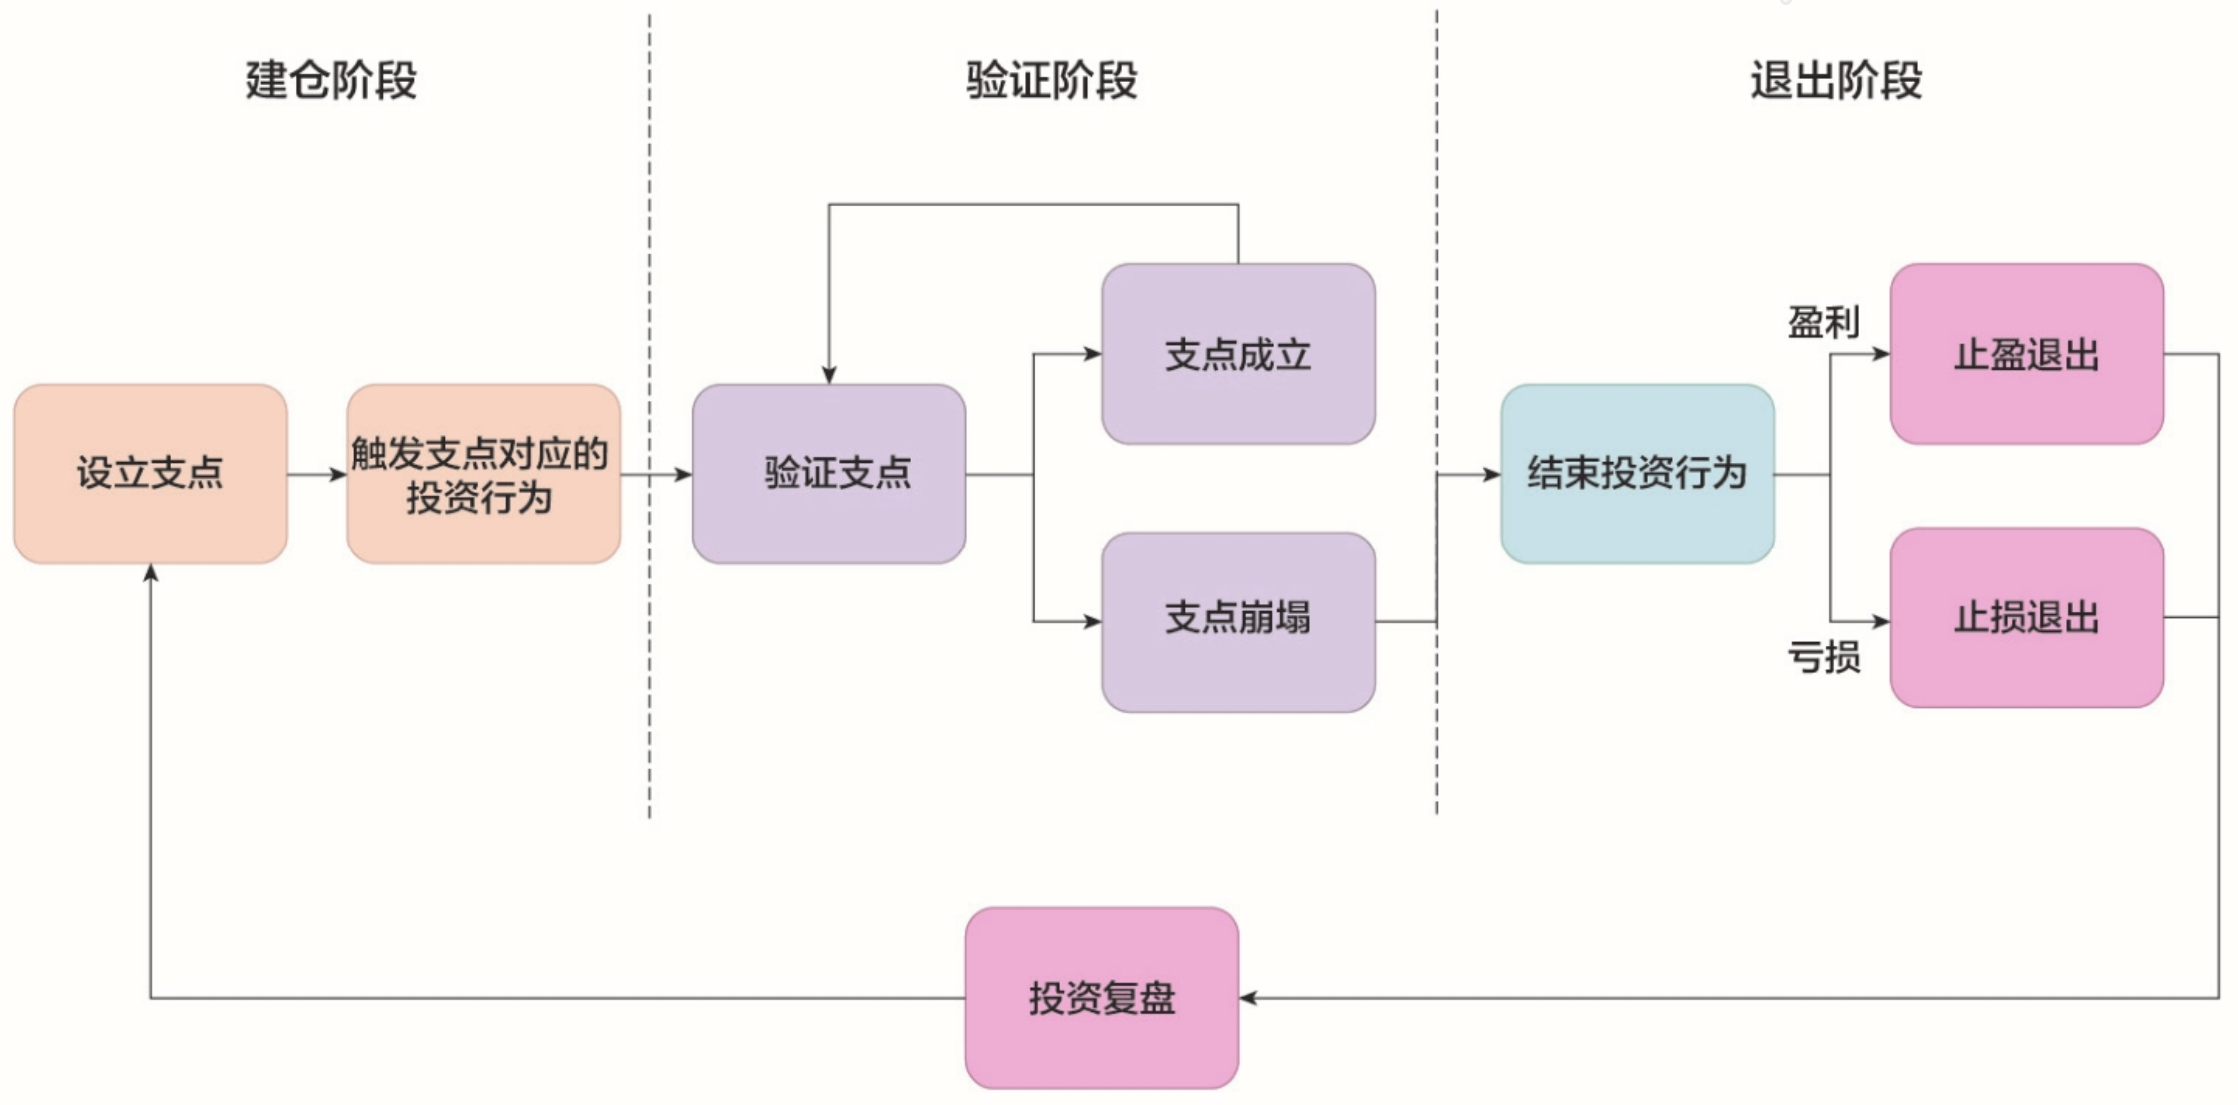 建仓阶段
验证阶段
退出阶段
设立支点
触发支点对应的
投资行为
验证支点
支点成立
支点崩塌
结束投资行为
盈利
止盈退出
亏损
止损退出
投资复盘